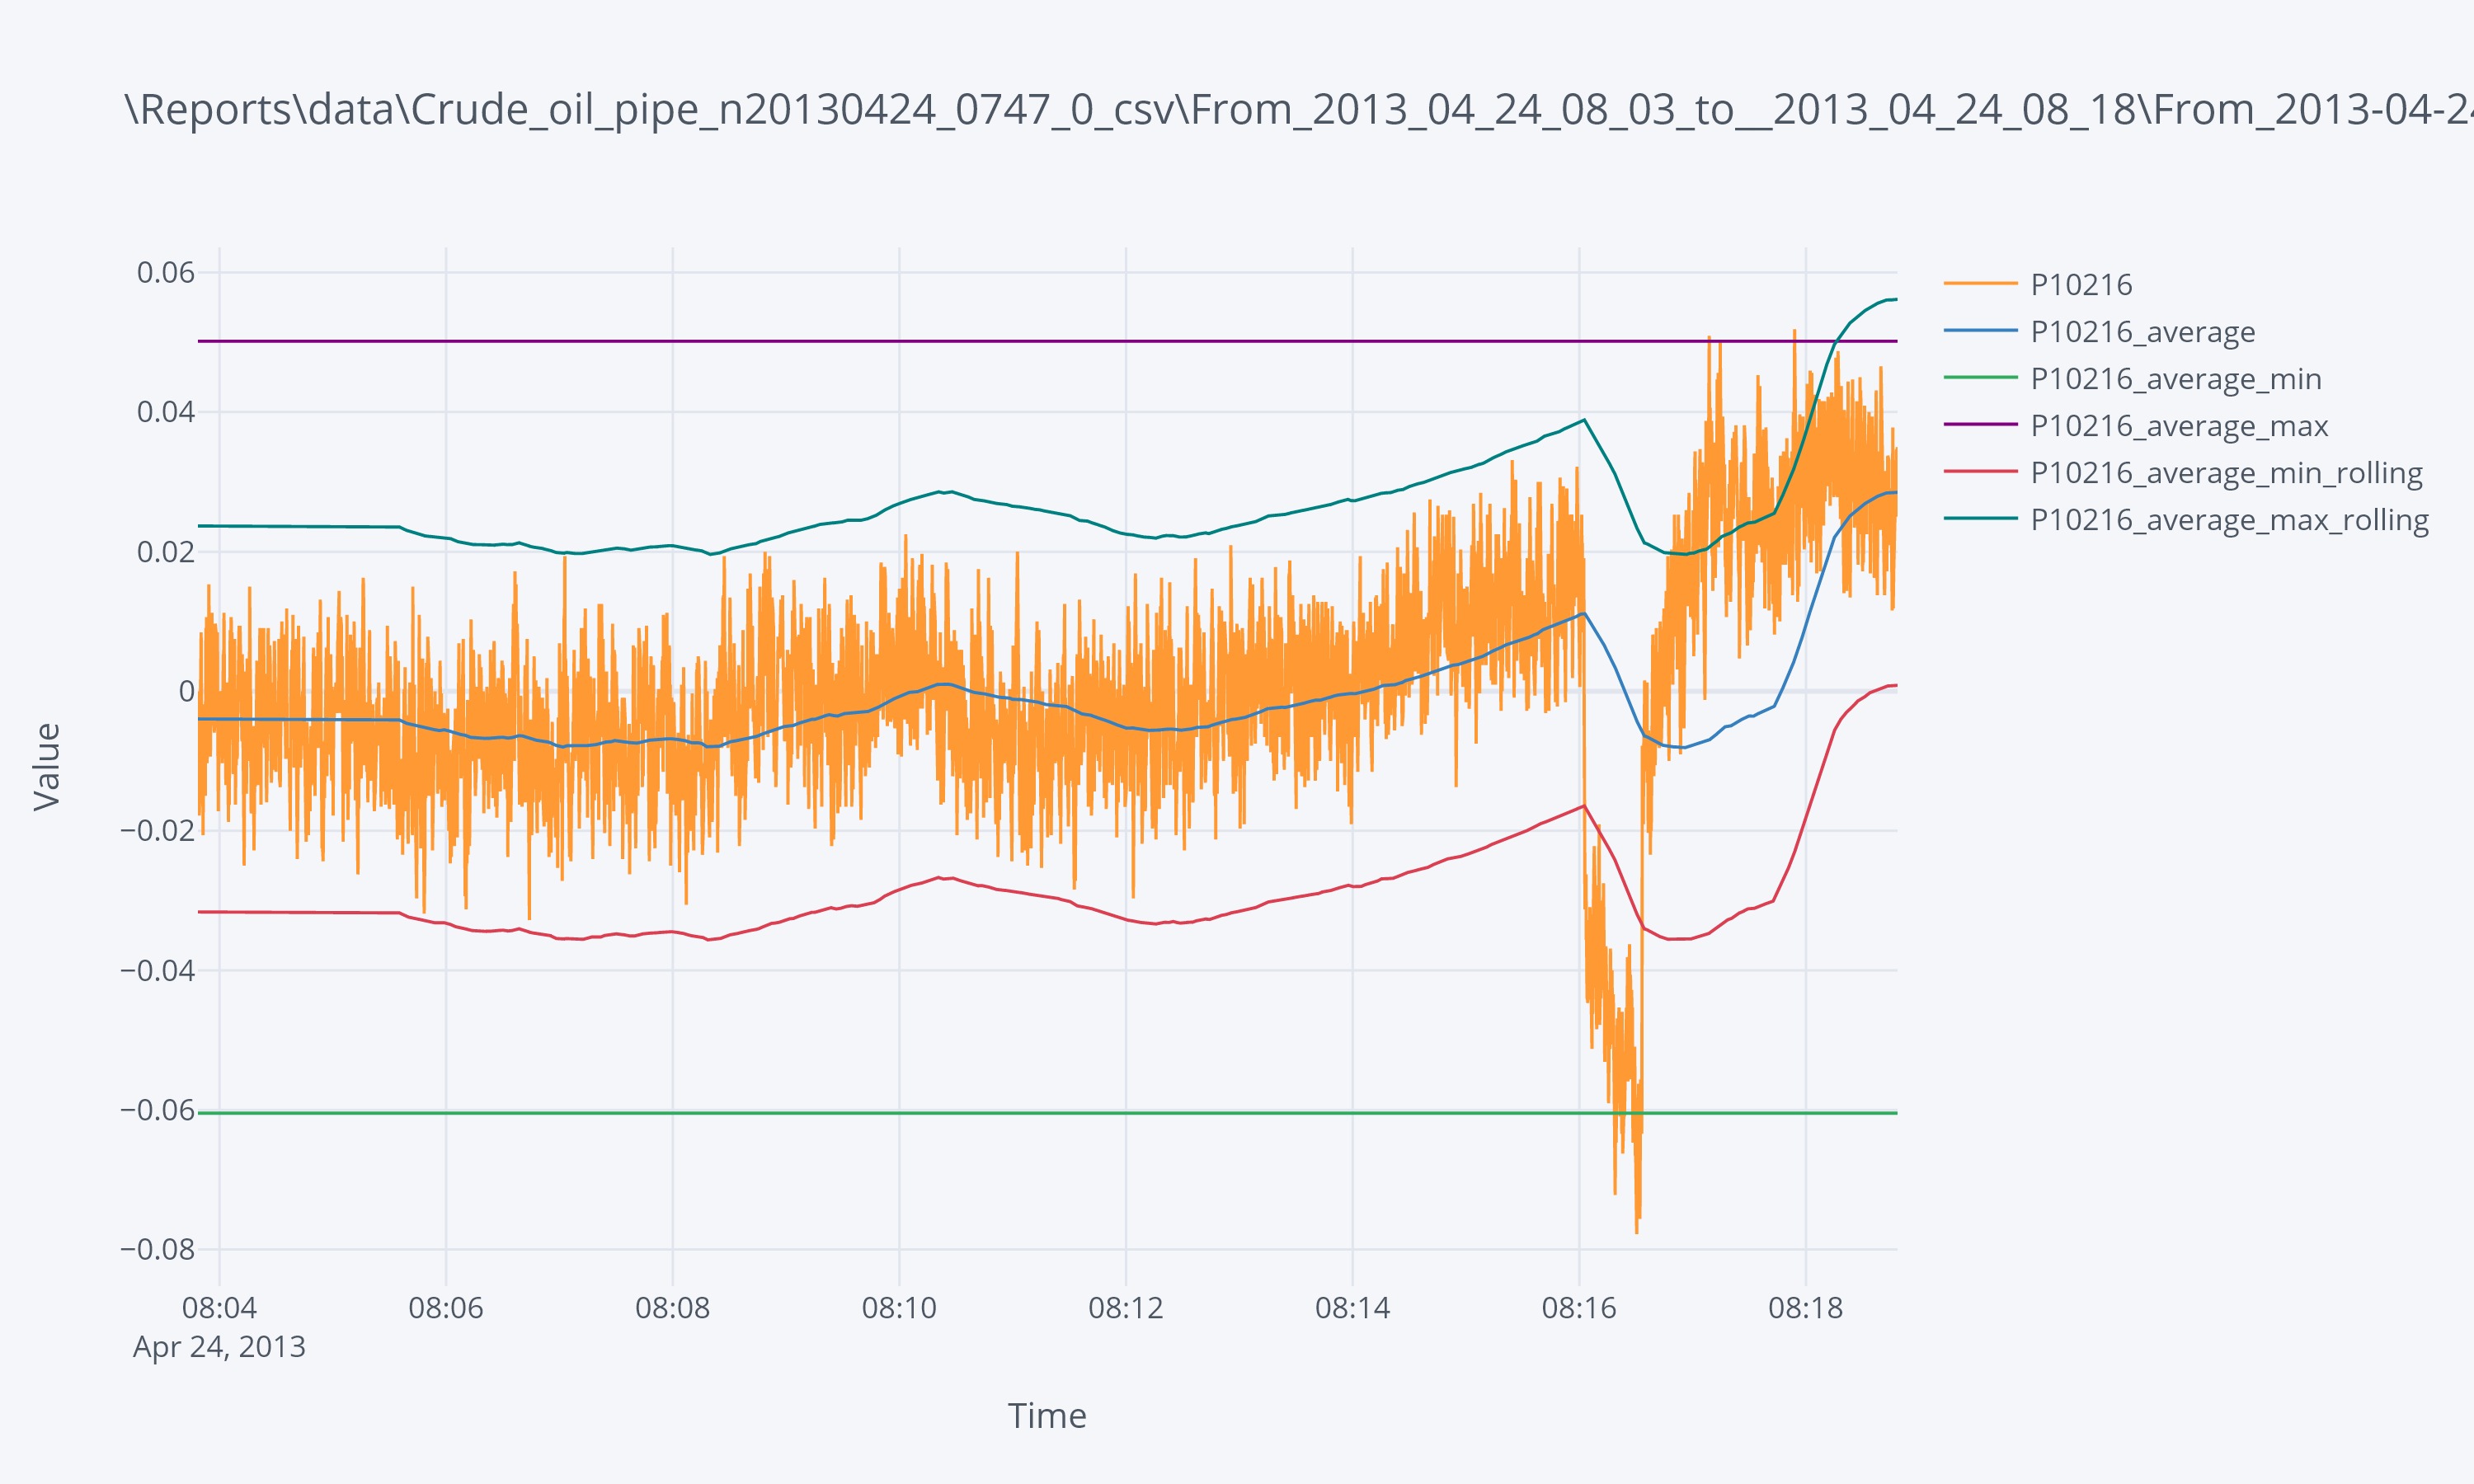 \Reports\data\Crude_oil_pipe_n20130424_0747_0_csv\From_2013_04_24_08_03_to__2013_04_24_08_18\From_2013-04-24
0.06
0.04
0.02
0
−0.02
−0.04
−0.06
−0.08
Value
08:04
08:06
08:08
08:10
08:12
08:14
08:16
08:18
Apr 24, 2013
Time
P10216
P10216_average
P10216_average_min
P10216_average_max
P10216_average_min_rolling
P10216_average_max_rolling